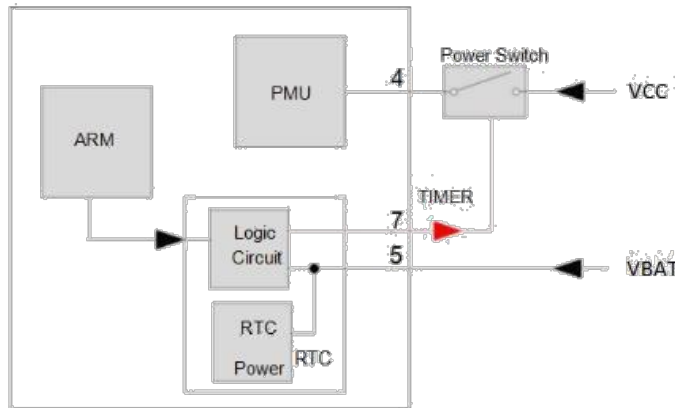 Power Switch
4
VCC
PMU
ARM
TIMER
7
Logic
Circuit
5
VBAT
RTC
Power
RTC